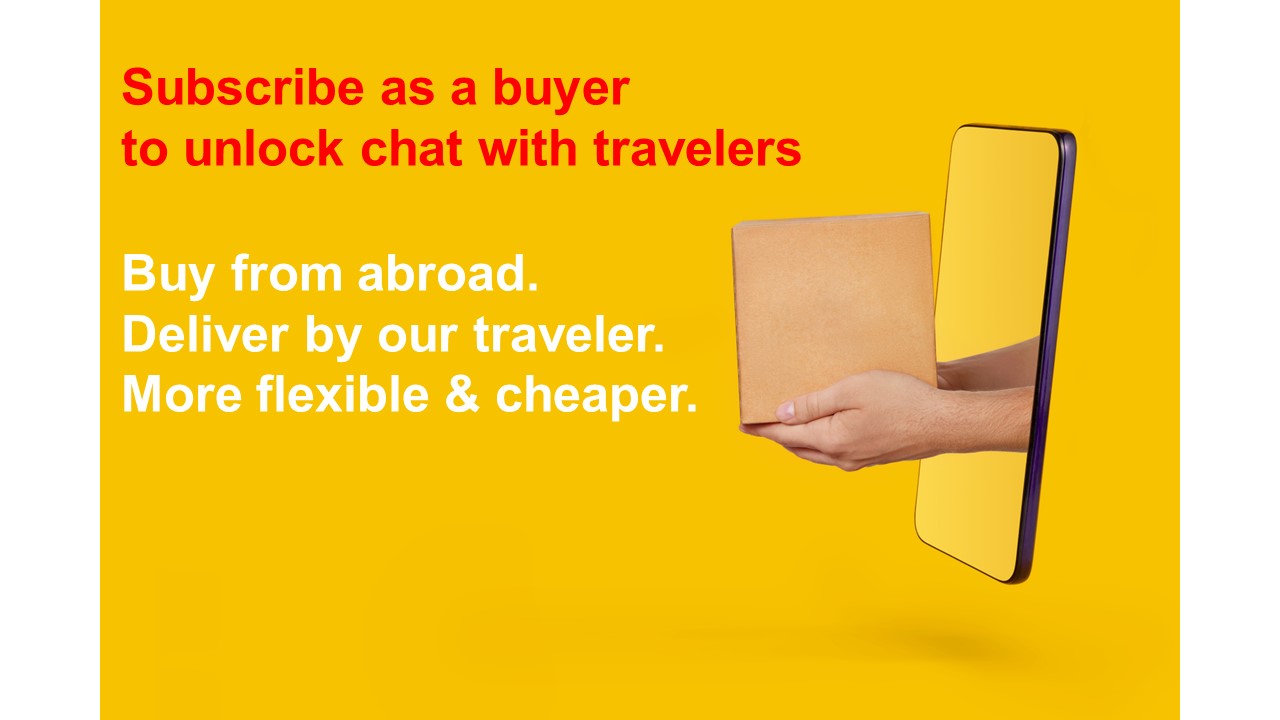 Subscribe as a buyer
to unlock chat with travelers
Buy from abroad.
Deliver by our traveler.
More flexible & cheaper.